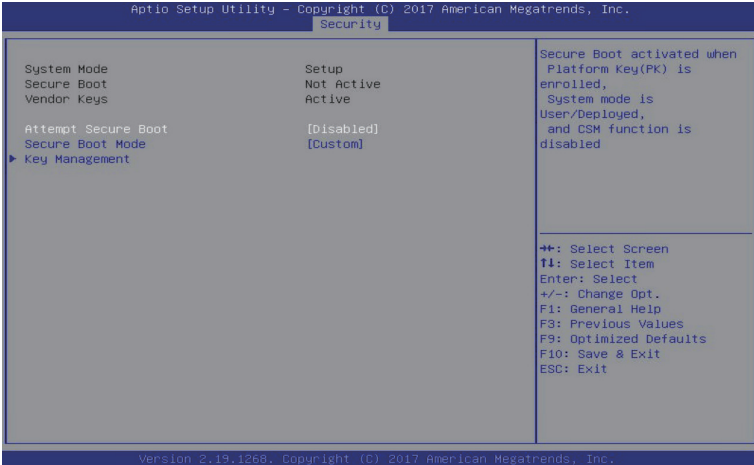 Aptio Setup Utility – Copyright (C) 2017 American Megatrends, Inc.
Security
System Mode Setup
Secure Boot Not Active
Vendor Keys Active
Attempt Secure Boot [Disabled]
Secure Boot Mode [Custom]
▶ Key Management
Secure Boot activated when
Platform Key(PK) is
enrolled,
System mode is
User/Deployed,
and CSM function is
disabled
→←: Select Screen
↑↓: Select Item
Enter: Select
+/-: Change Opt.
F1: General Help
F3: Previous Values
F9: Optimized Defaults
F10: Save & Exit
ESC: Exit
Version 2.19.1268. Copyright (C) 2017 American Megatrends, Inc.